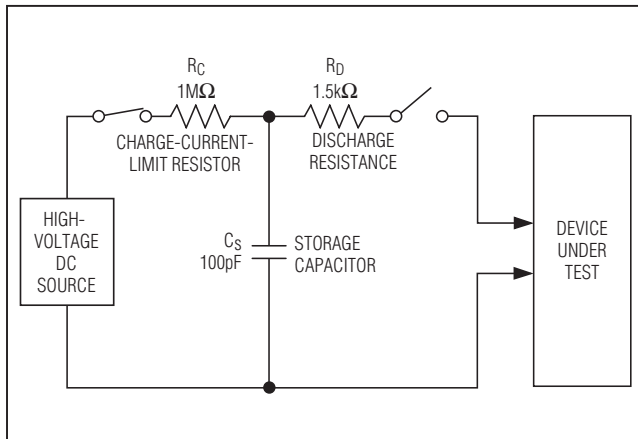 R_C
1MΩ
CHARGE-CURRENT-
LIMIT RESISTOR
R_D
1.5kΩ
DISCHARGE
RESISTANCE
HIGH-
VOLTAGE
DC
SOURCE
C_S
100pF
STORAGE
CAPACITOR
DEVICE
UNDER
TEST